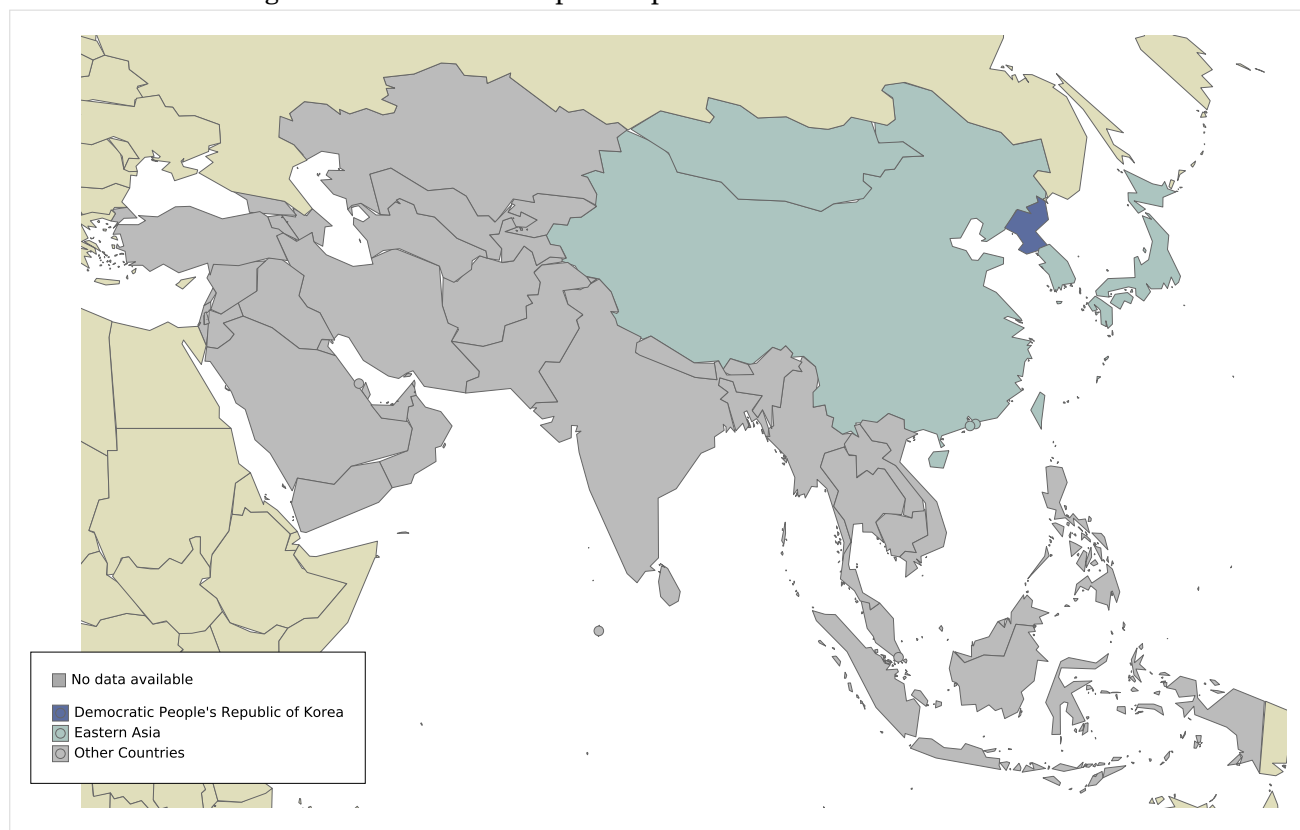 No data available
Democratic People's Republic of Korea
Eastern Asia
Other Countries